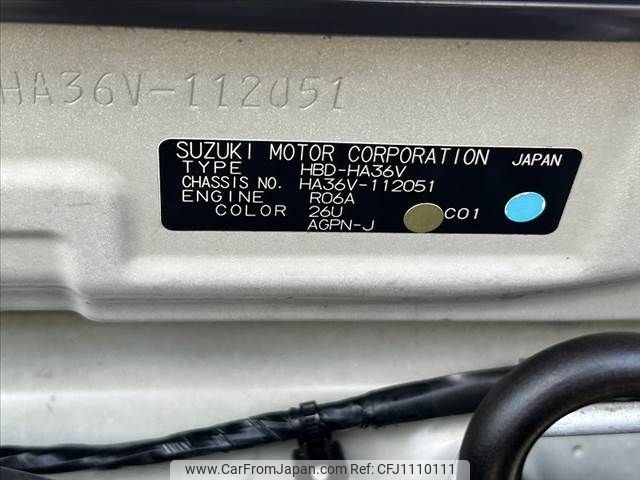 HA36V-112051
SUZUKI MOTOR CORPORATION JAPAN
TYPE HBD-HA36V
CHASSIS NO. HA36V-112051
ENGINE R06A
COLOR 26U C01
AGPN-J
www.CarFromJapan.com | Ref No. CFJ1110111